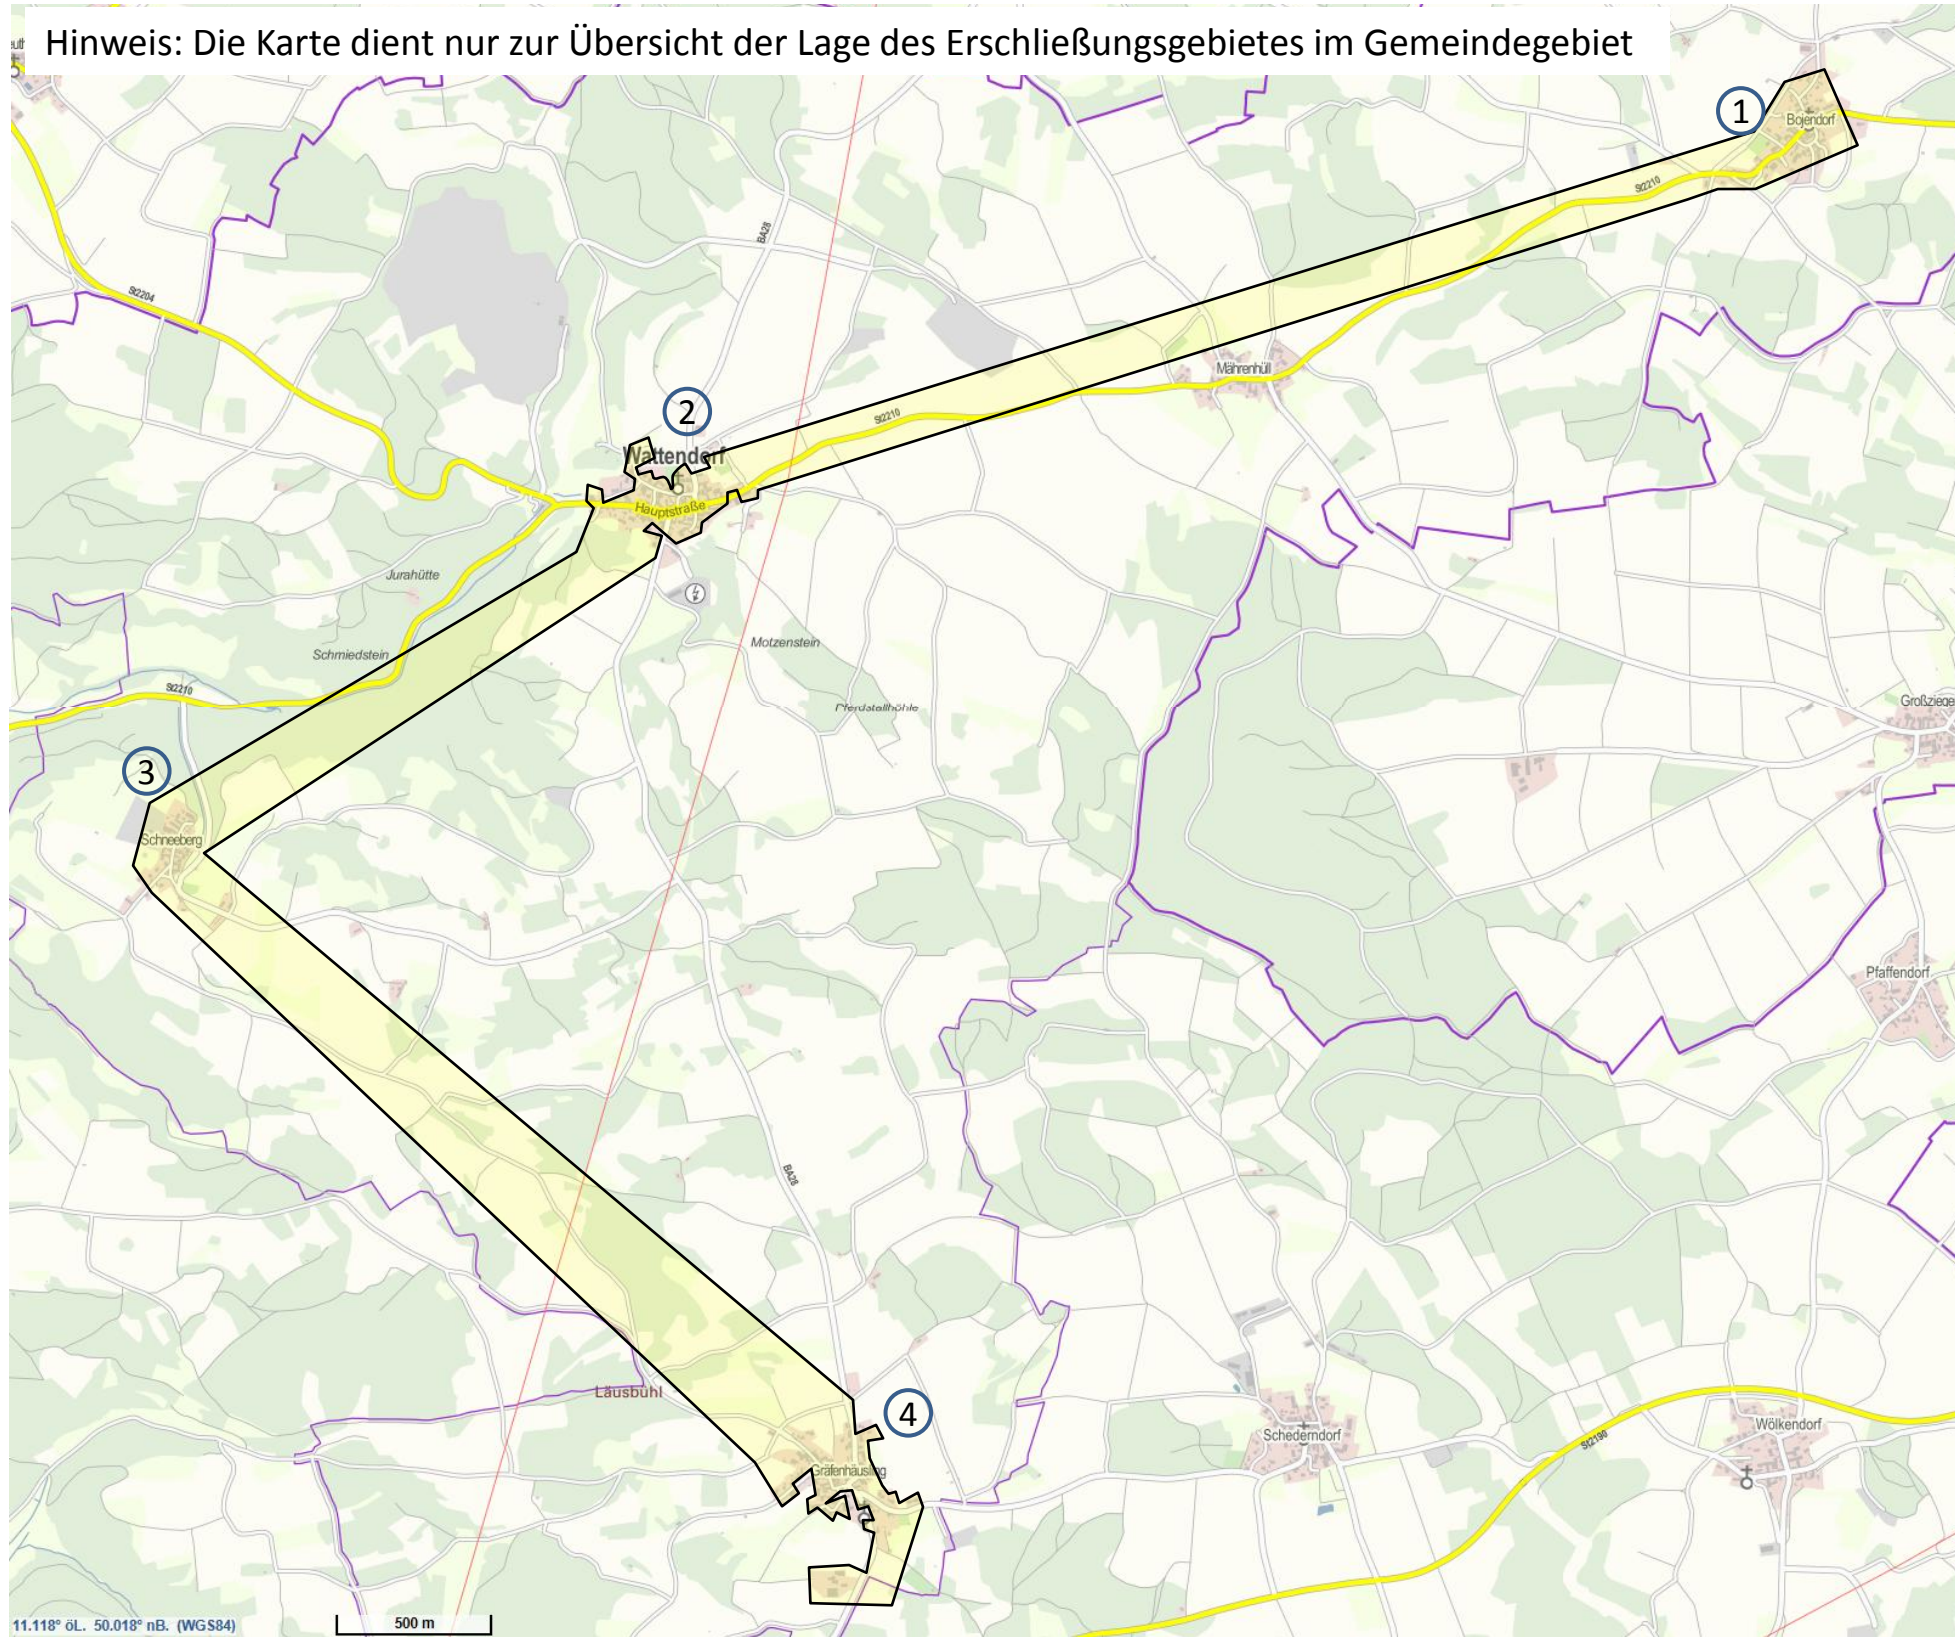 Hinweis: Die Karte dient nur zur Übersicht der Lage des Erschließungsgebietes im Gemeindegebiet
1
Bojendorf
St2210
BA28
St2204
Mährenhüll
2
St2210
Wattendorf
Hauptstraße
Jurahütte
Motzenstein
Schmiedstein
St2210
Pferdstallhöhle
Großziege
3
Schneeberg
Pfaffendorf
BA28
Läusbühl
4
Schederndorf
Wölkendorf
St2190
Gräfenhäusling
11.118° öL. 50.018° nB. (WGS84)
500 m